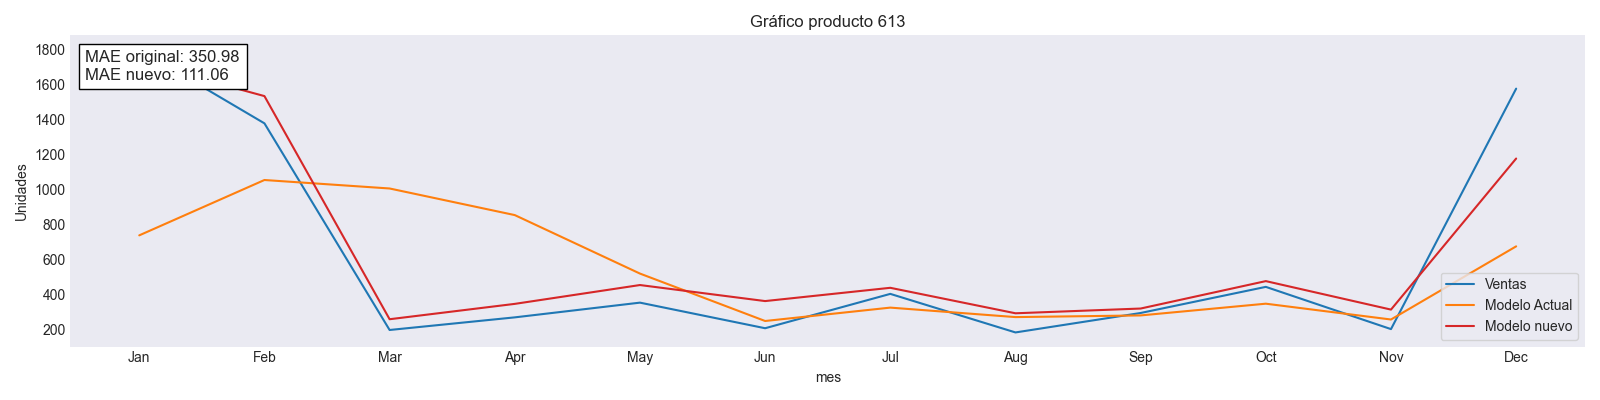 Gráfico producto 613
MAE original: 350.98
MAE nuevo: 111.06
1800
1600
1400
1200
1000
800
600
400
200
Unidades
Jan Feb Mar Apr May Jun Jul Aug Sep Oct Nov Dec
mes
Ventas
Modelo Actual
Modelo nuevo